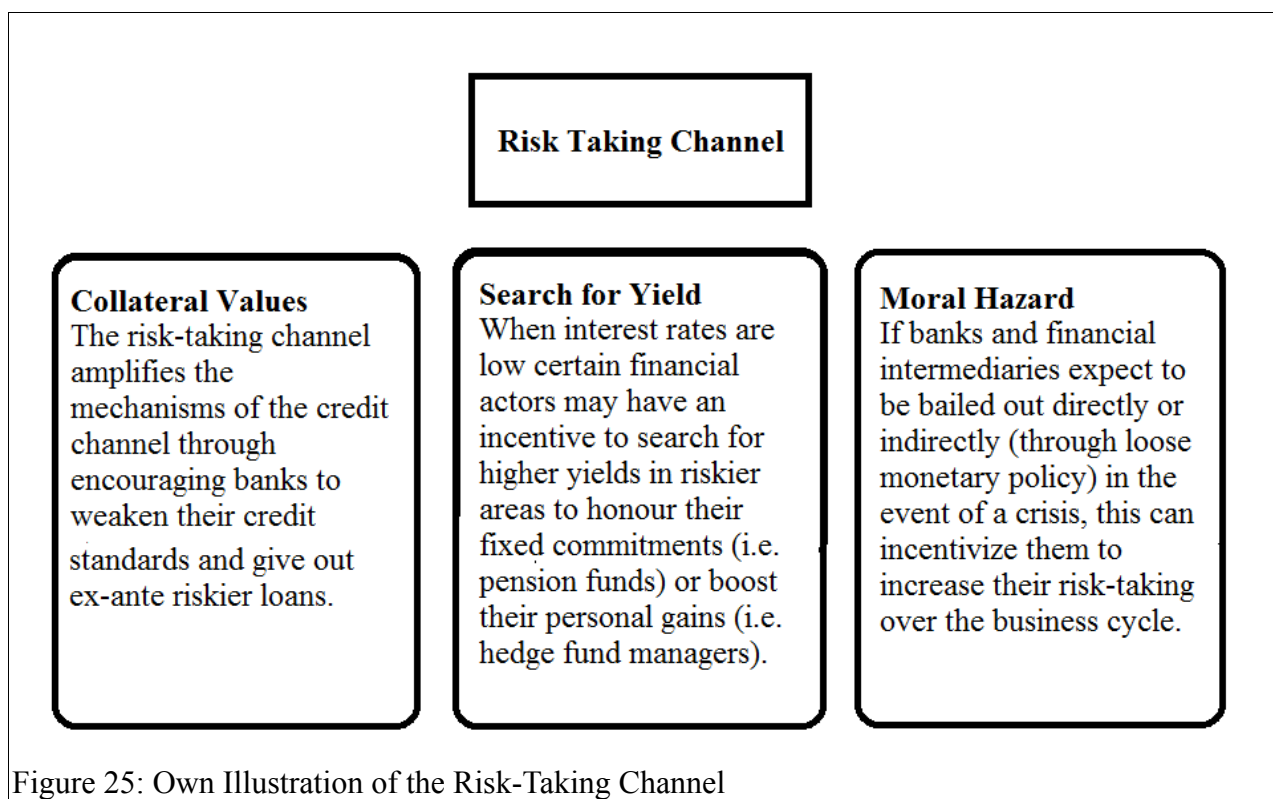 Risk Taking Channel
Collateral Values
The risk-taking channel
amplifies the
mechanisms of the credit
channel through
encouraging banks to
weaken their credit
standards and give out
ex-ante riskier loans.
Search for Yield
When interest rates are
low certain financial
actors may have an
incentive to search for
higher yields in riskier
areas to honour their
fixed commitments (i.e.
pension funds) or boost
their personal gains (i.e.
hedge fund managers).
Moral Hazard
If banks and financial
intermediaries expect to
be bailed out directly or
indirectly (through loose
monetary policy) in the
event of a crisis, this can
incentivize them to
increase their risk-taking
over the business cycle.
Figure 25: Own Illustration of the Risk-Taking Channel